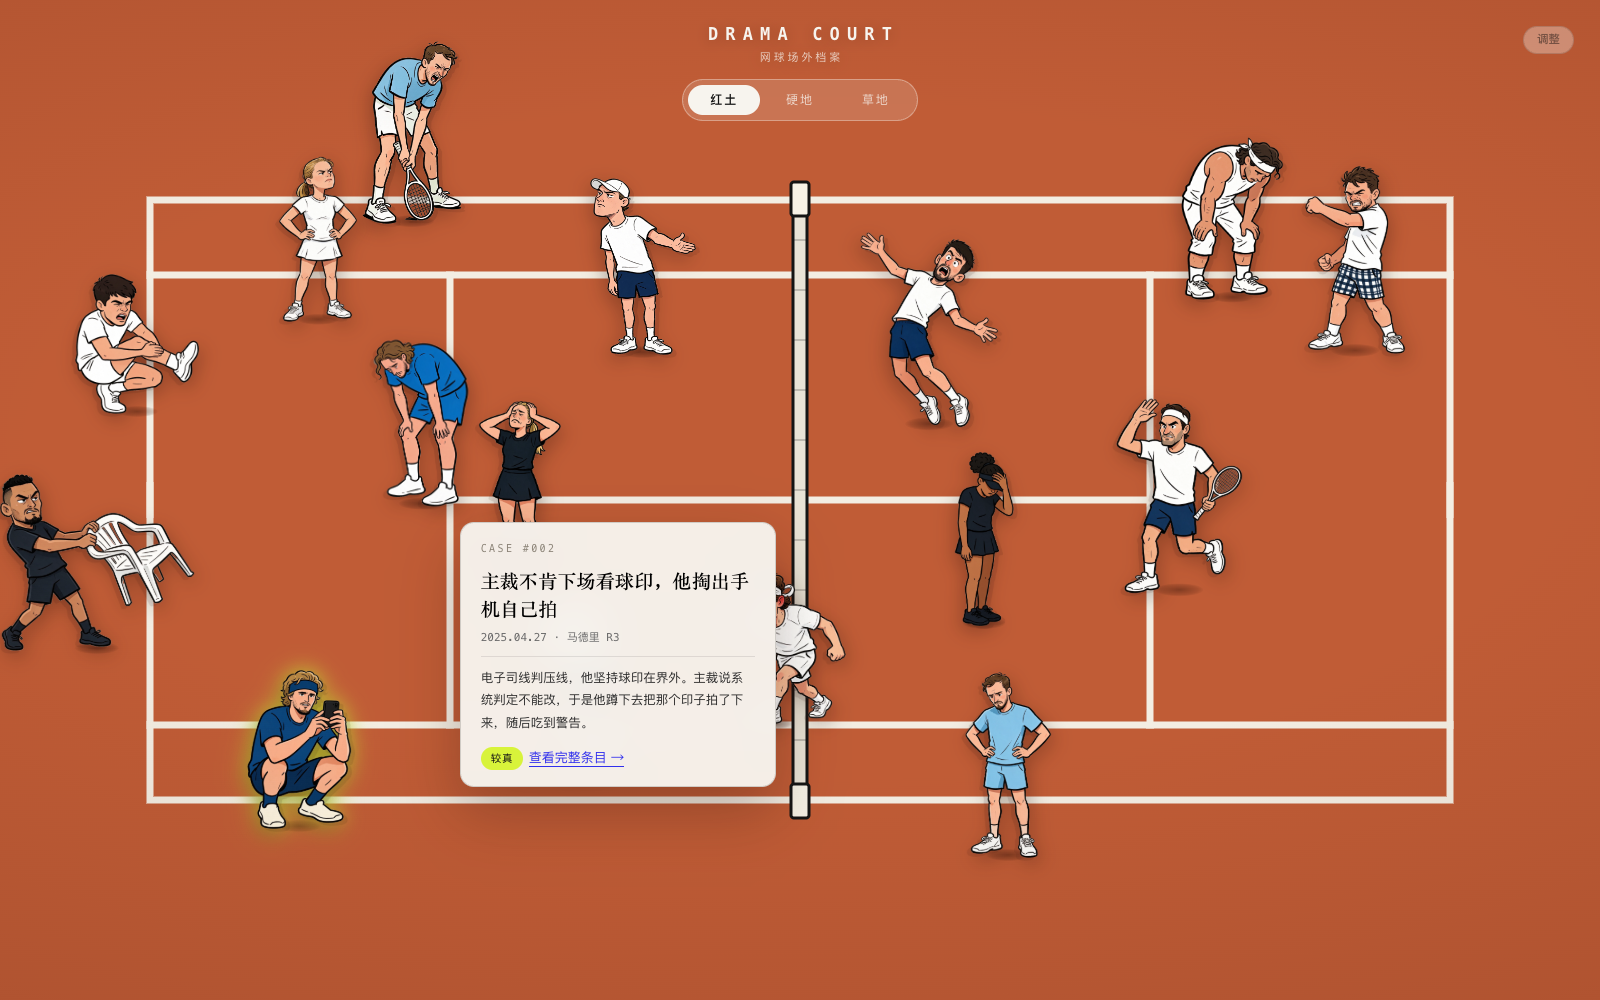 DRAMA COURT
网球场外档案
调整
红土
硬地
草地
CASE #002
主裁不肯下场看球印，他掏出手
机自己拍
2025.04.27 · 马德里 R3
电子司线判压线，他坚持球印在界外。主裁说系
统判定不能改，于是他蹲下去把那个印子拍了下
来，随后吃到警告。
较真 查看完整条目 →